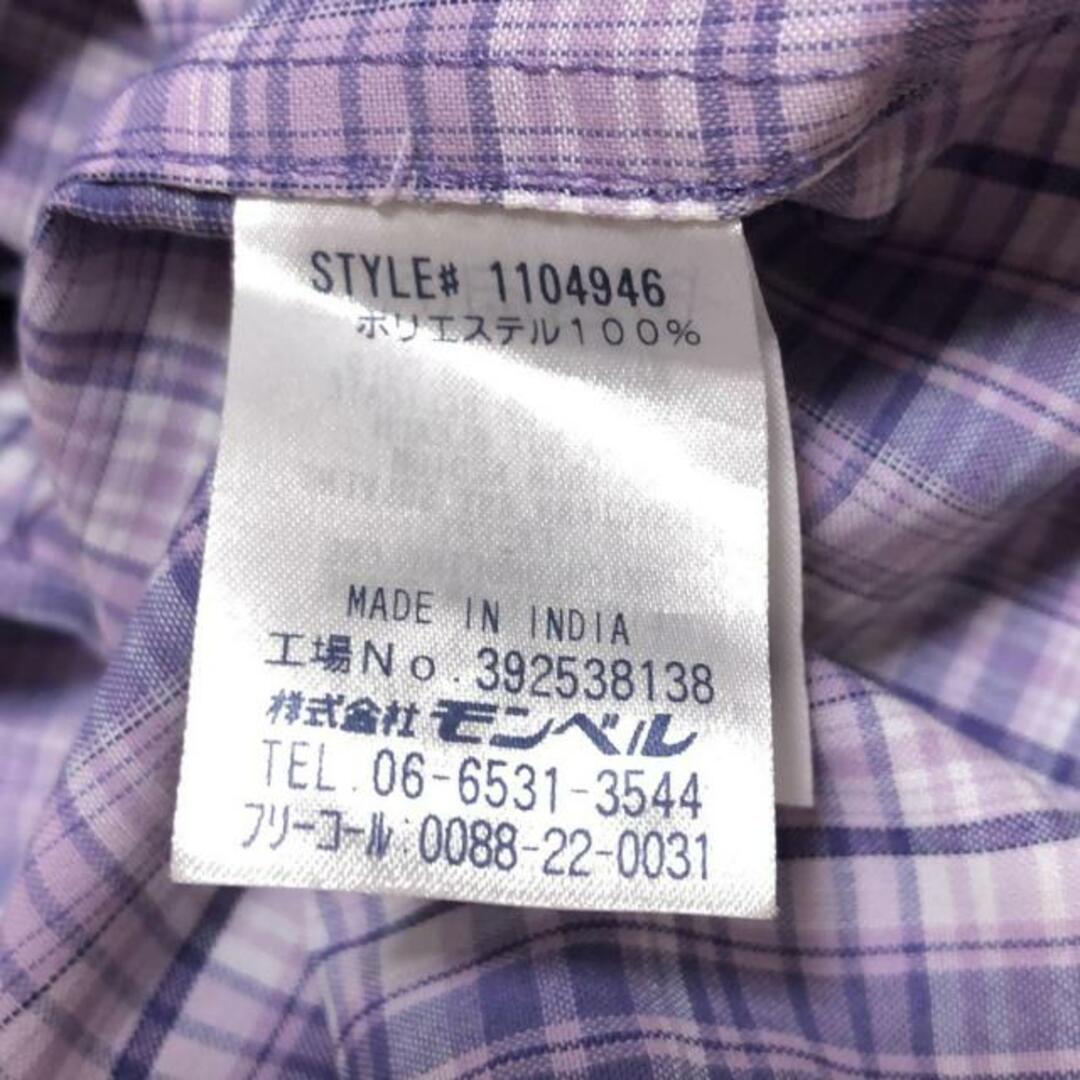 STYLE# 1104946
ポリエステル１００％
MADE IN INDIA
工場Ｎｏ．392538138
株式会社モンベル
TEL．06-6531-3544
フリーコール：0088-22-0031